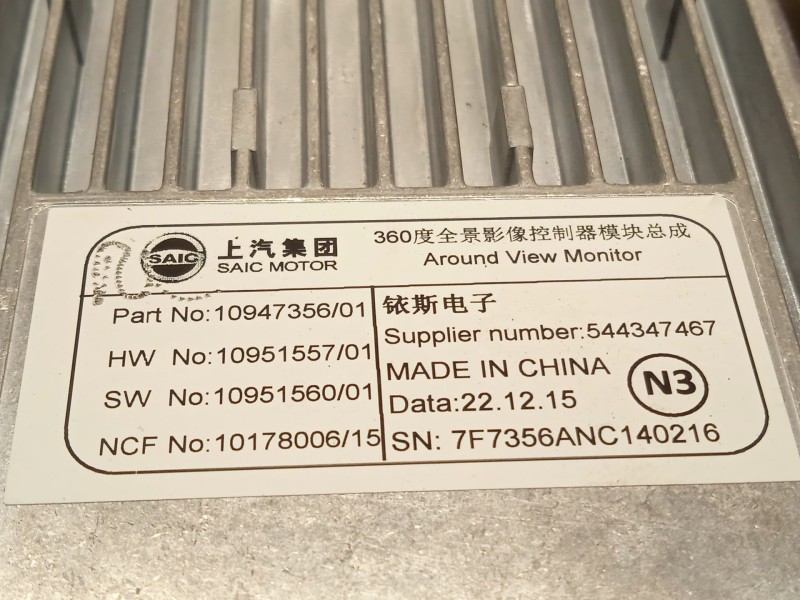 SAIC
上汽集团
SAIC MOTOR
360度全景影像控制器模块总成
Around View Monitor
Part No:10947356/01
HW No:10951557/01
SW No:10951560/01
NCF No:10178006/15
铱斯电子
Supplier number:544347467
MADE IN CHINA
N3
Data:22.12.15
SN: 7F7356ANC140216